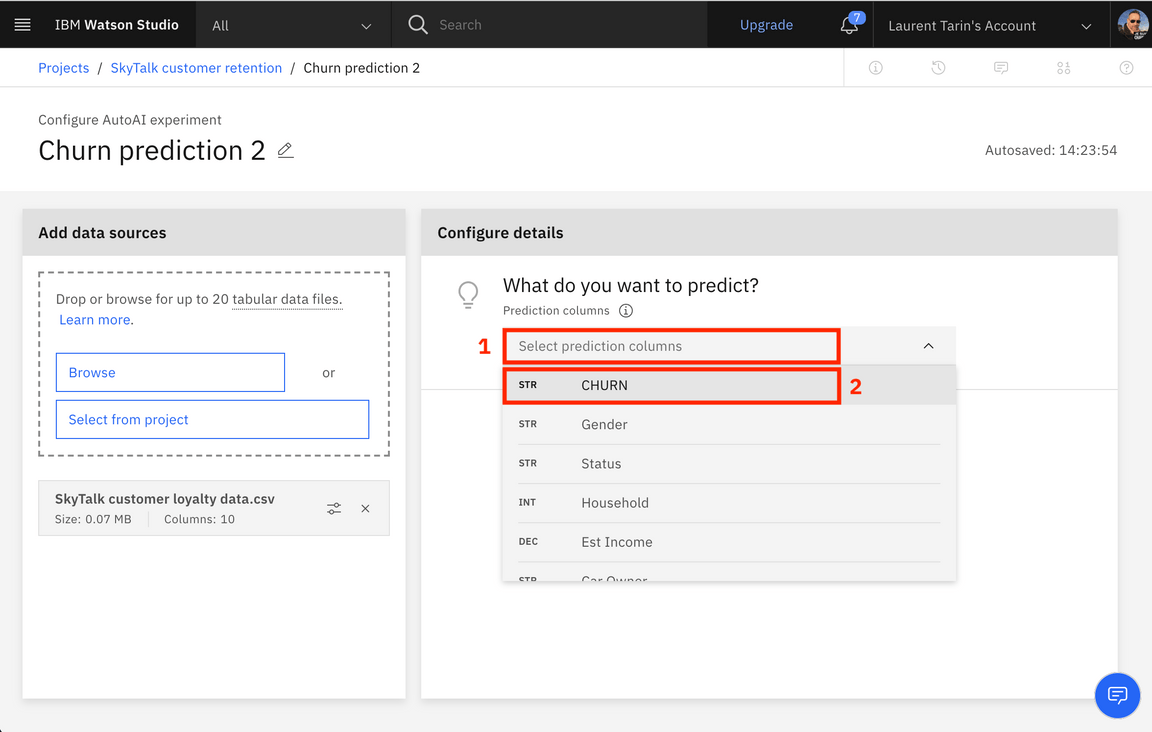 IBM Watson Studio
All
Search
Upgrade
7
Laurent Tarin's Account
Projects / SkyTalk customer retention / Churn prediction 2
Configure AutoAI experiment
Churn prediction 2
Autosaved: 14:23:54
Add data sources
Drop or browse for up to 20 tabular data files.
Learn more.
Browse
or
Select from project
SkyTalk customer loyalty data.csv
Size: 0.07 MB
Columns: 10
Configure details
What do you want to predict?
Prediction columns
1
Select prediction columns
STR CHURN
2
STR Gender
STR Status
INT Household
DEC Est Income
STR Car Owner